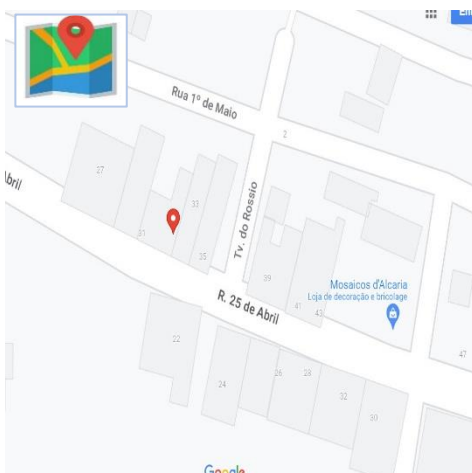 Em
Rua 1º de Maio
2
27
Abril
33
31
35
Tv. do Rossio
39
41
43
Mosaicos d'Alcaria
Loja de decoração e bricolage
R. 25 de Abril
22
24
26
28
32
30
47
Google